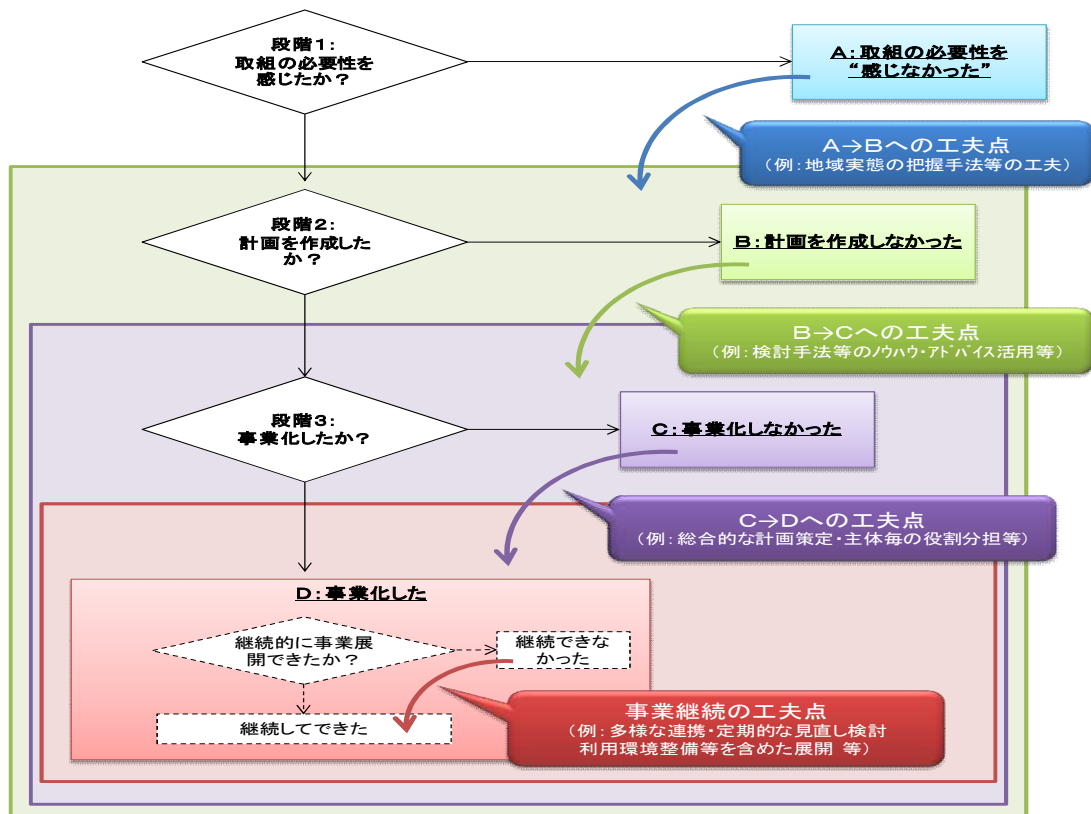 段階１：
取組の必要性を
感じたか？
A：取組の必要性を
“感じなかった”
A→Bへの工夫点
（例：地域実態の把握手法等の工夫）
段階２：
計画を作成した
か？
B：計画を作成しなかった
B→Cへの工夫点
（例：検討手法等のﾉｳﾊｳ・ｱﾄﾞﾊﾞｲｽ活用等）
段階３：
事業化したか？
C：事業化しなかった
C→Dへの工夫点
（例：総合的な計画策定・主体毎の役割分担等）
D：事業化した
継続的に事業展
開できたか？
継続できな
かった
継続してできた
事業継続の工夫点
（例：多様な連携・定期的な見直し検討
利用環境整備等を含めた展開 等）